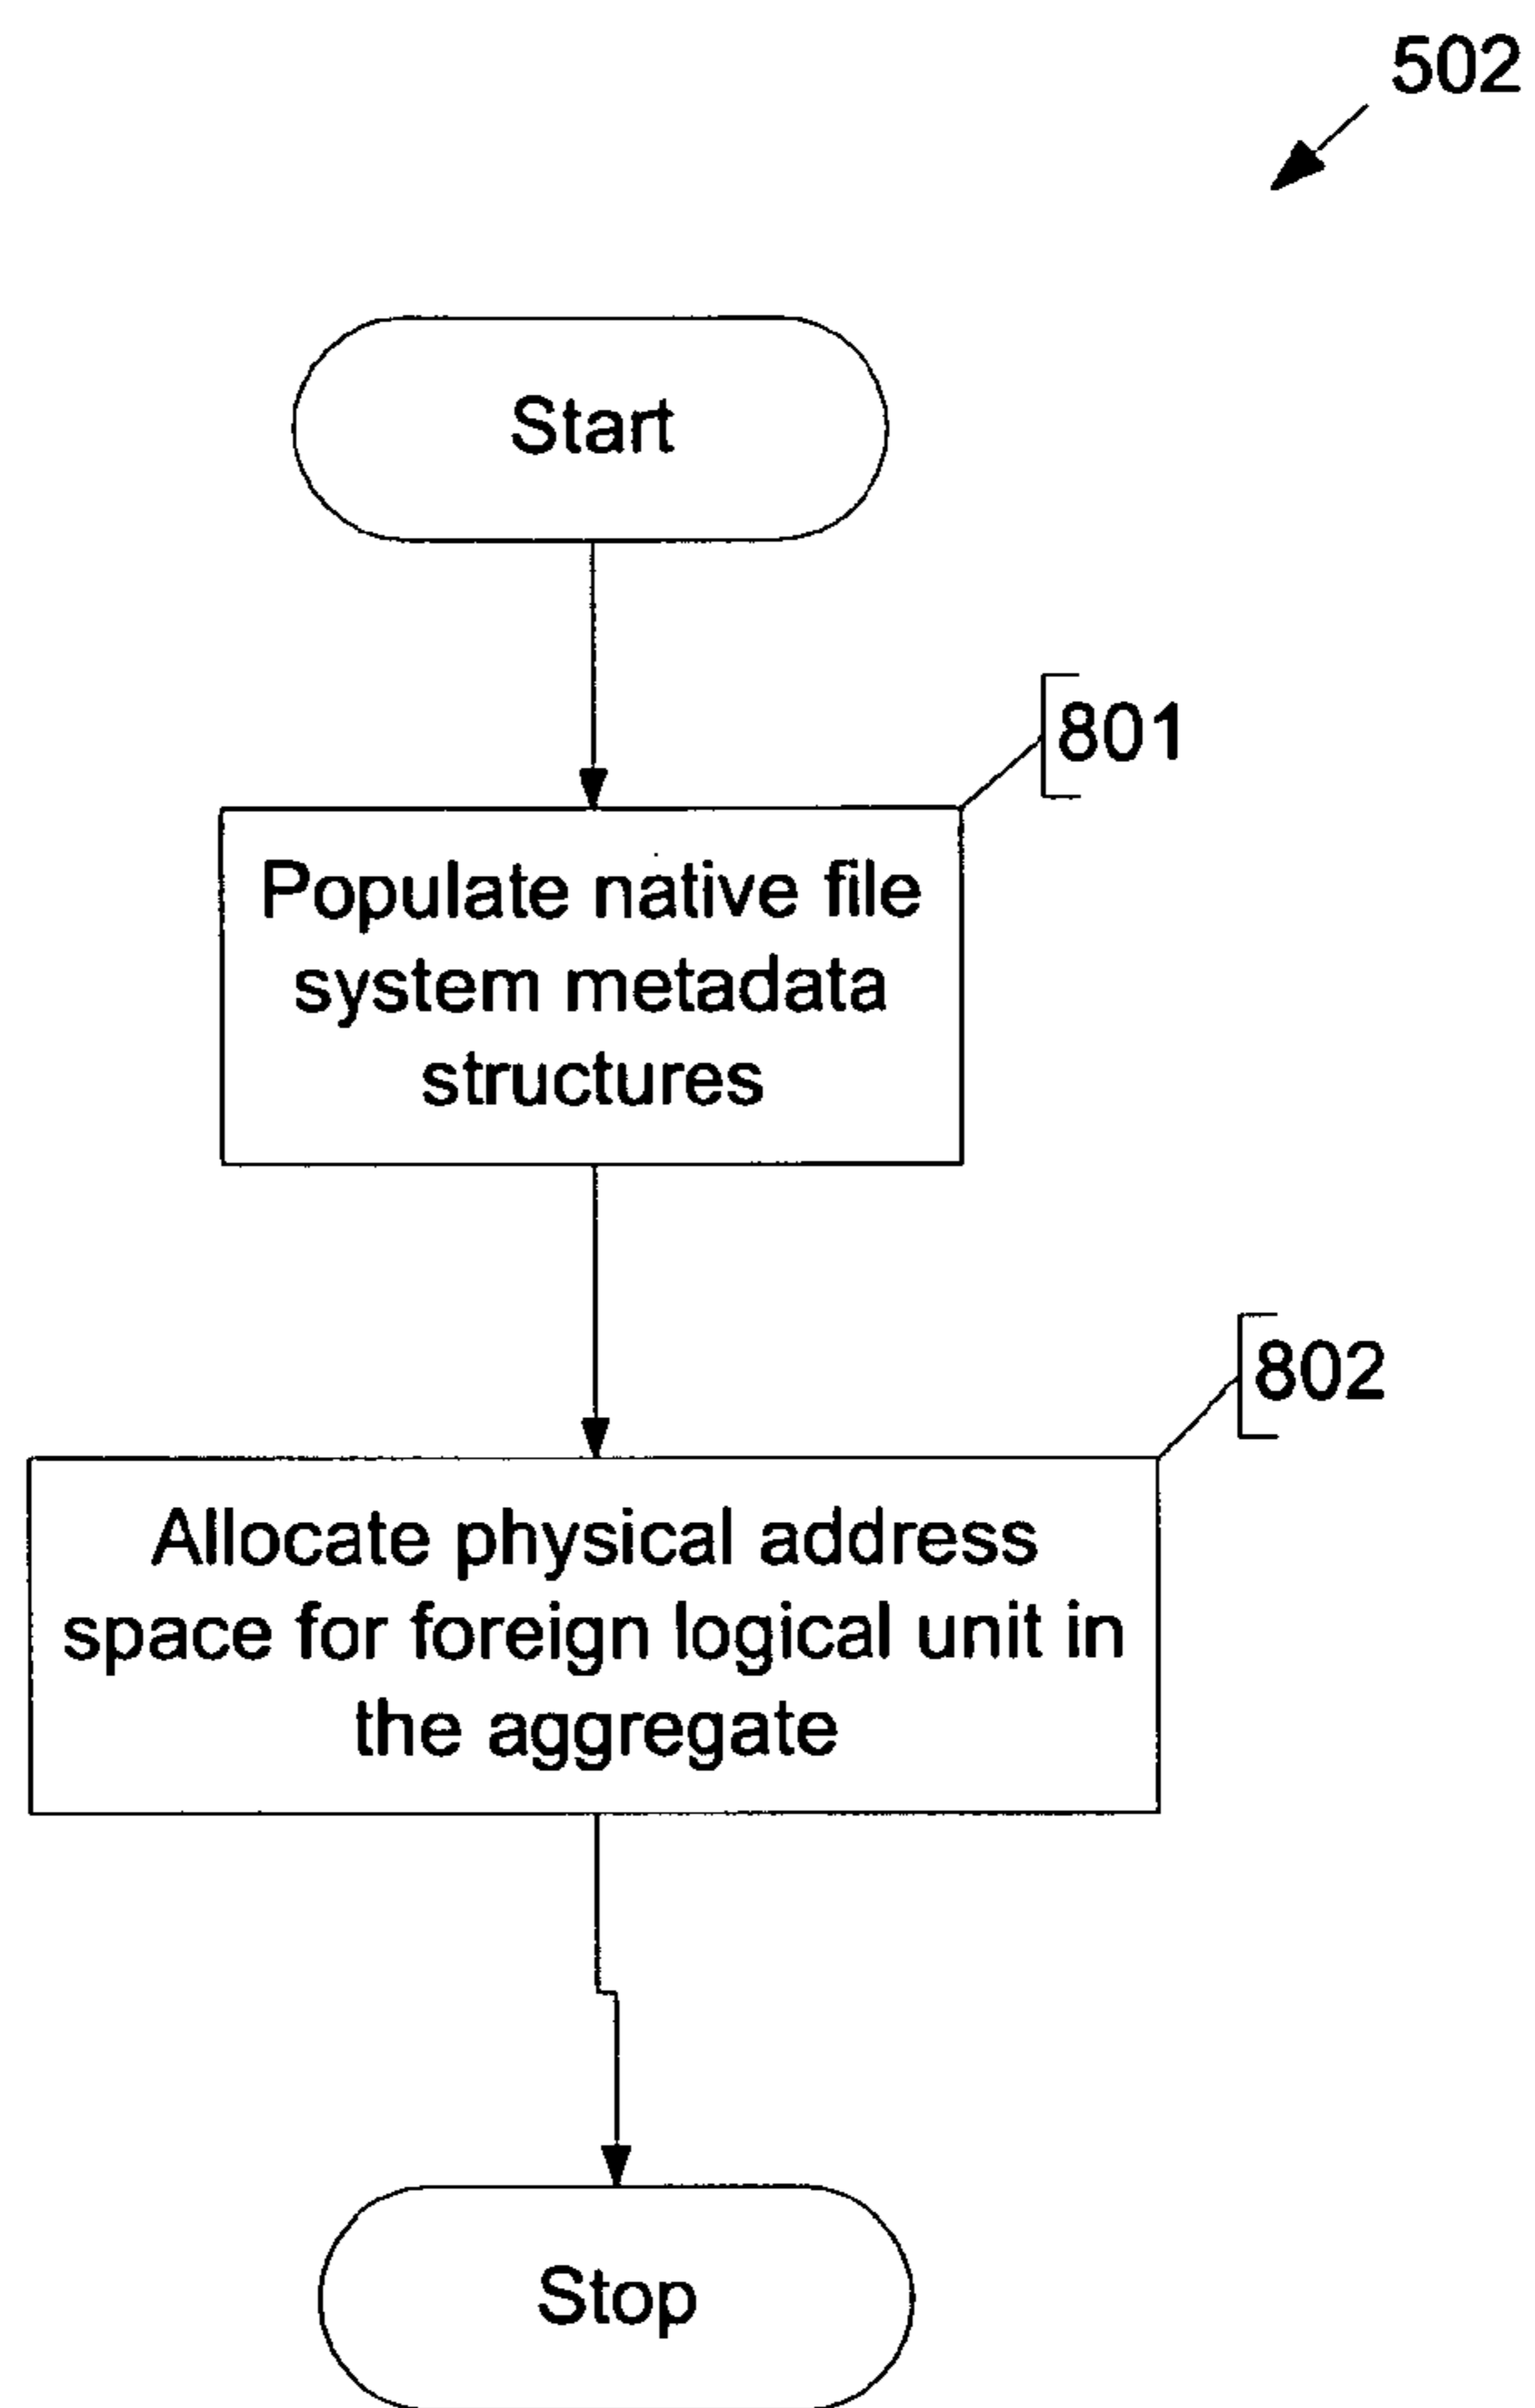 502
Start
801
Populate native file
system metadata
structures
802
Allocate physical address
space for foreign logical unit in
the aggregate
Stop